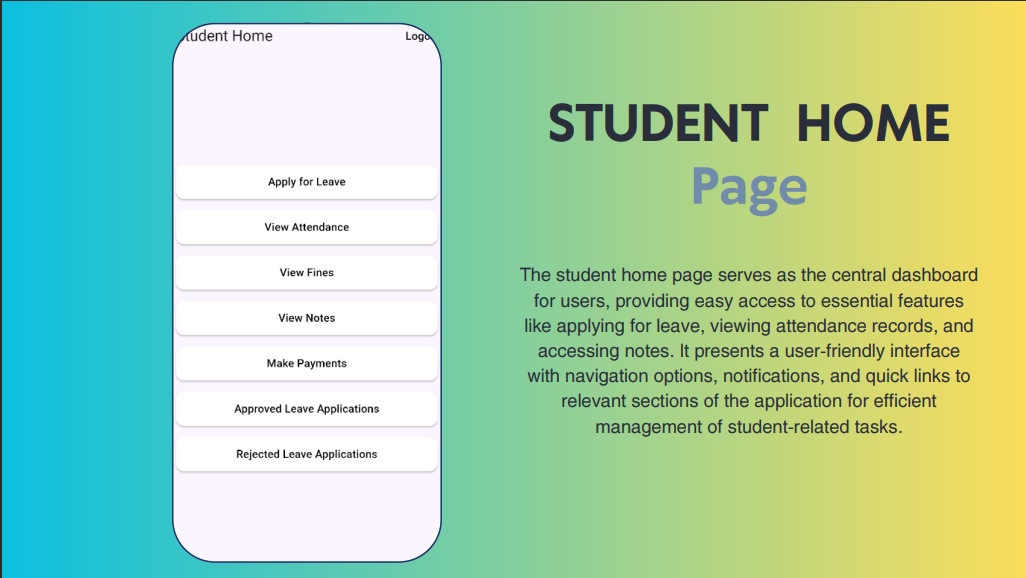 tudent Home
Logo
Apply for Leave
View Attendance
View Fines
View Notes
Make Payments
Approved Leave Applications
Rejected Leave Applications
STUDENT HOME
Page
The student home page serves as the central dashboard
for users, providing easy access to essential features
like applying for leave, viewing attendance records, and
accessing notes. It presents a user-friendly interface
with navigation options, notifications, and quick links to
relevant sections of the application for efficient
management of student-related tasks.